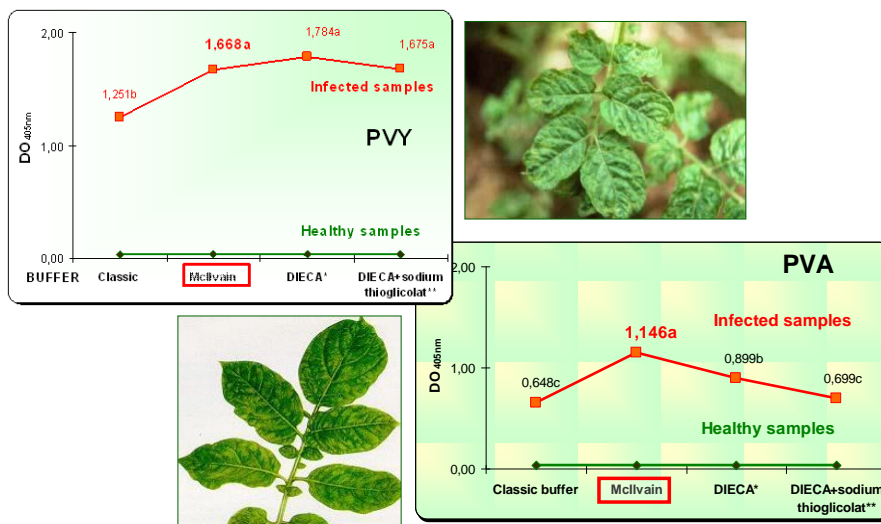 2,00
1,00
0,00
DO 405nm
1,251b
1,668a
1,784a
1,675a
Infected samples
PVY
Healthy samples
BUFFER
Classic
McIlvain
DIECA*
DIECA+sodium
thioglicolat**
PVA
2,00
1,00
0,00
DO 405nm
0,648c
1,146a
0,899b
0,699c
Infected samples
Healthy samples
Classic buffer
McIlvain
DIECA*
DIECA+sodium
thioglicolat**